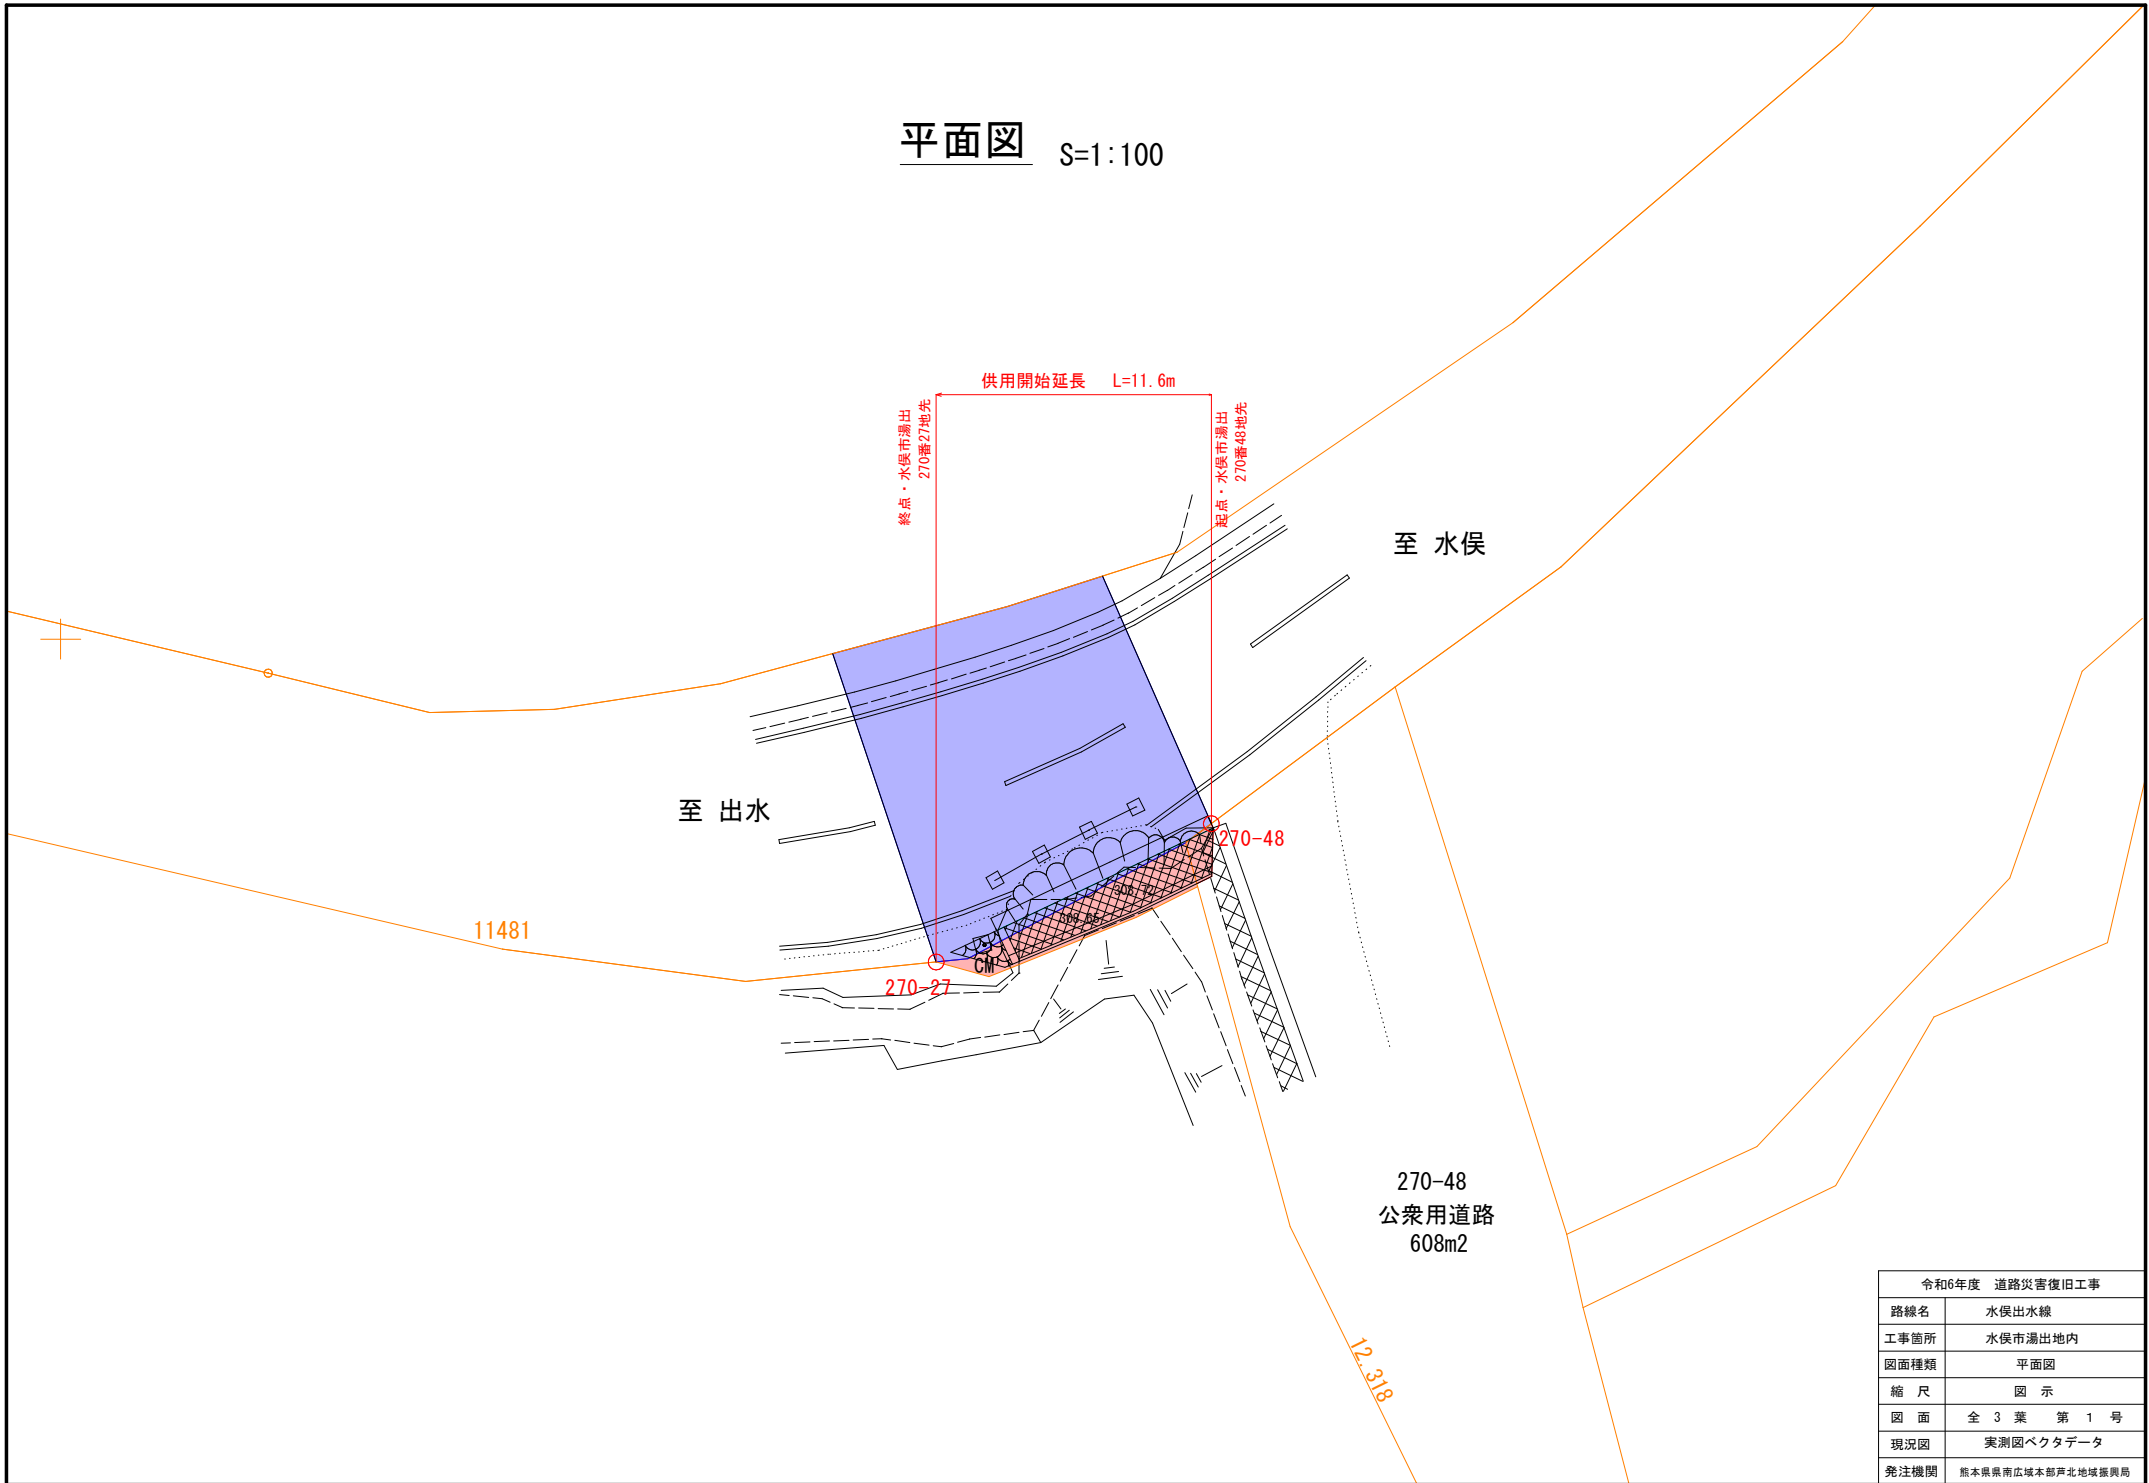 平面図 S=1:100
供用開始延長 L=11.6m
終点・水俣市湯出
270番27地先
起点・水俣市湯出
270番48地先
至 水俣
至 出水
270-48
308.72
308.65
CM
270-27
11481
270-48
公衆用道路
608m2
12.318
令和6年度 道路災害復旧工事
路線名 水俣出水線
工事箇所 水俣市湯出地内
図面種類 平面図
縮 尺 図 示
図 面 全 3 葉 第 1 号
現況図 実測図ベクタデータ
発注機関 熊本県県南広域本部芦北地域振興局